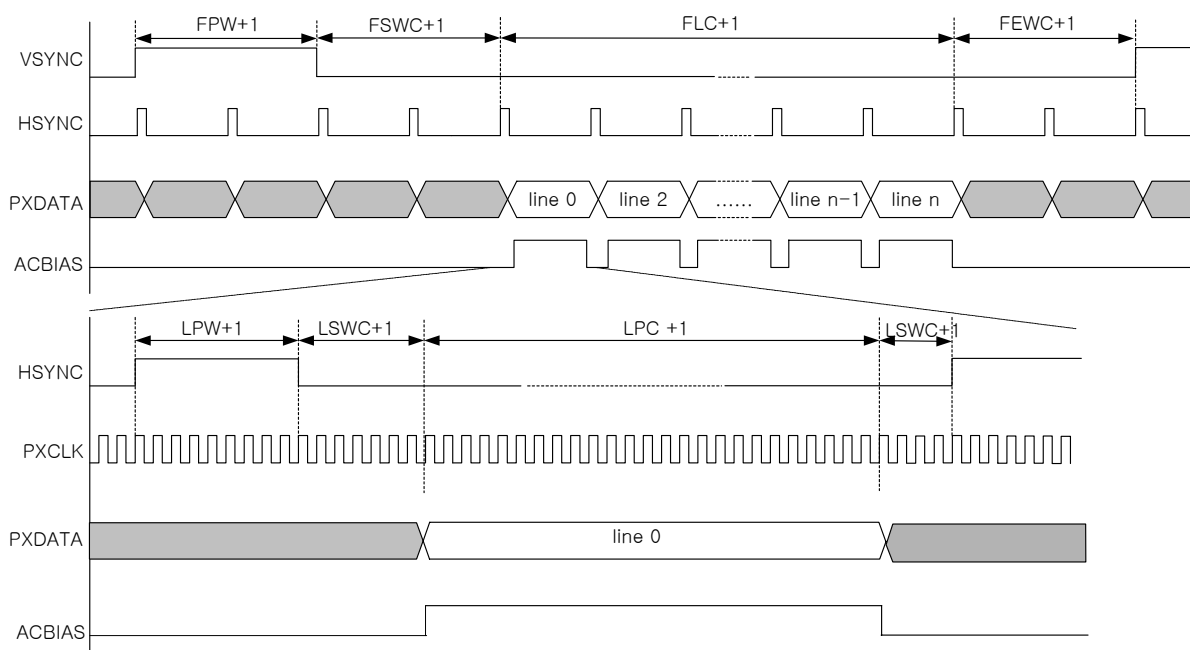 FPW+1 FSWC+1 FLC+1 FEWC+1
VSYNC
HSYNC
PXDATA line 0 line 2 ...... line n-1 line n
ACBIAS
LPW+1 LSWC+1 LPC +1 LSWC+1
HSYNC
PXCLK
PXDATA line 0
ACBIAS